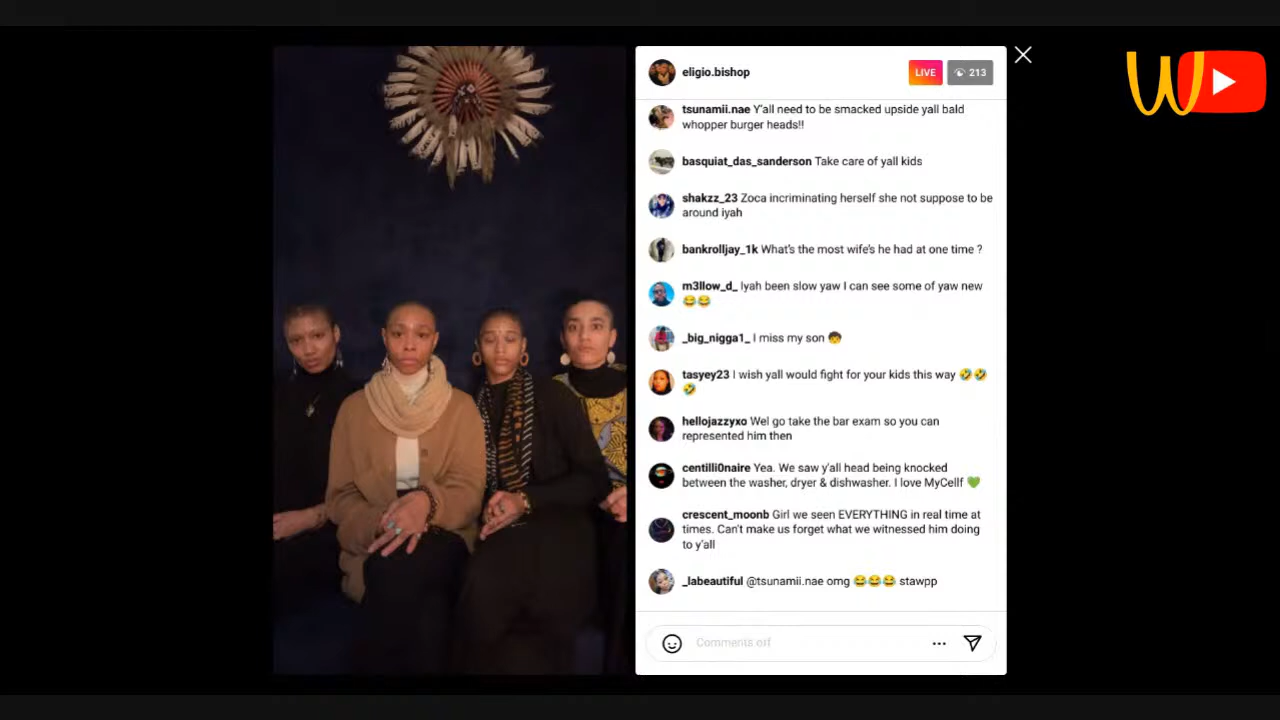 eligio.bishop
LIVE
213
tsunamii.nae Y'all need to be smacked upside yall bald
whopper burger heads!!
basquiat_das_sanderson Take care of yall kids
shakzz_23 Zoca incriminating herself she not suppose to be
around iyah
bankrolljay_1k What's the most wife's he had at one time ?
m3llow_d_ Iyah been slow yaw I can see some of yaw new
😂😂
_big_nigga1_ I miss my son 🧒
tasyey23 I wish yall would fight for your kids this way 🤣🤣
🤣
hellojazzyxo Wel go take the bar exam so you can
represented him then
centilli0naire Yea. We saw y'all head being knocked
between the washer, dryer & dishwasher. I love MyCellf 💚
crescent_moonb Girl we seen EVERYTHING in real time at
times. Can't make us forget what we witnessed him doing
to y'all
_labeautiful @tsunamii.nae omg 😂😂😂 stawpp
Comments off
W